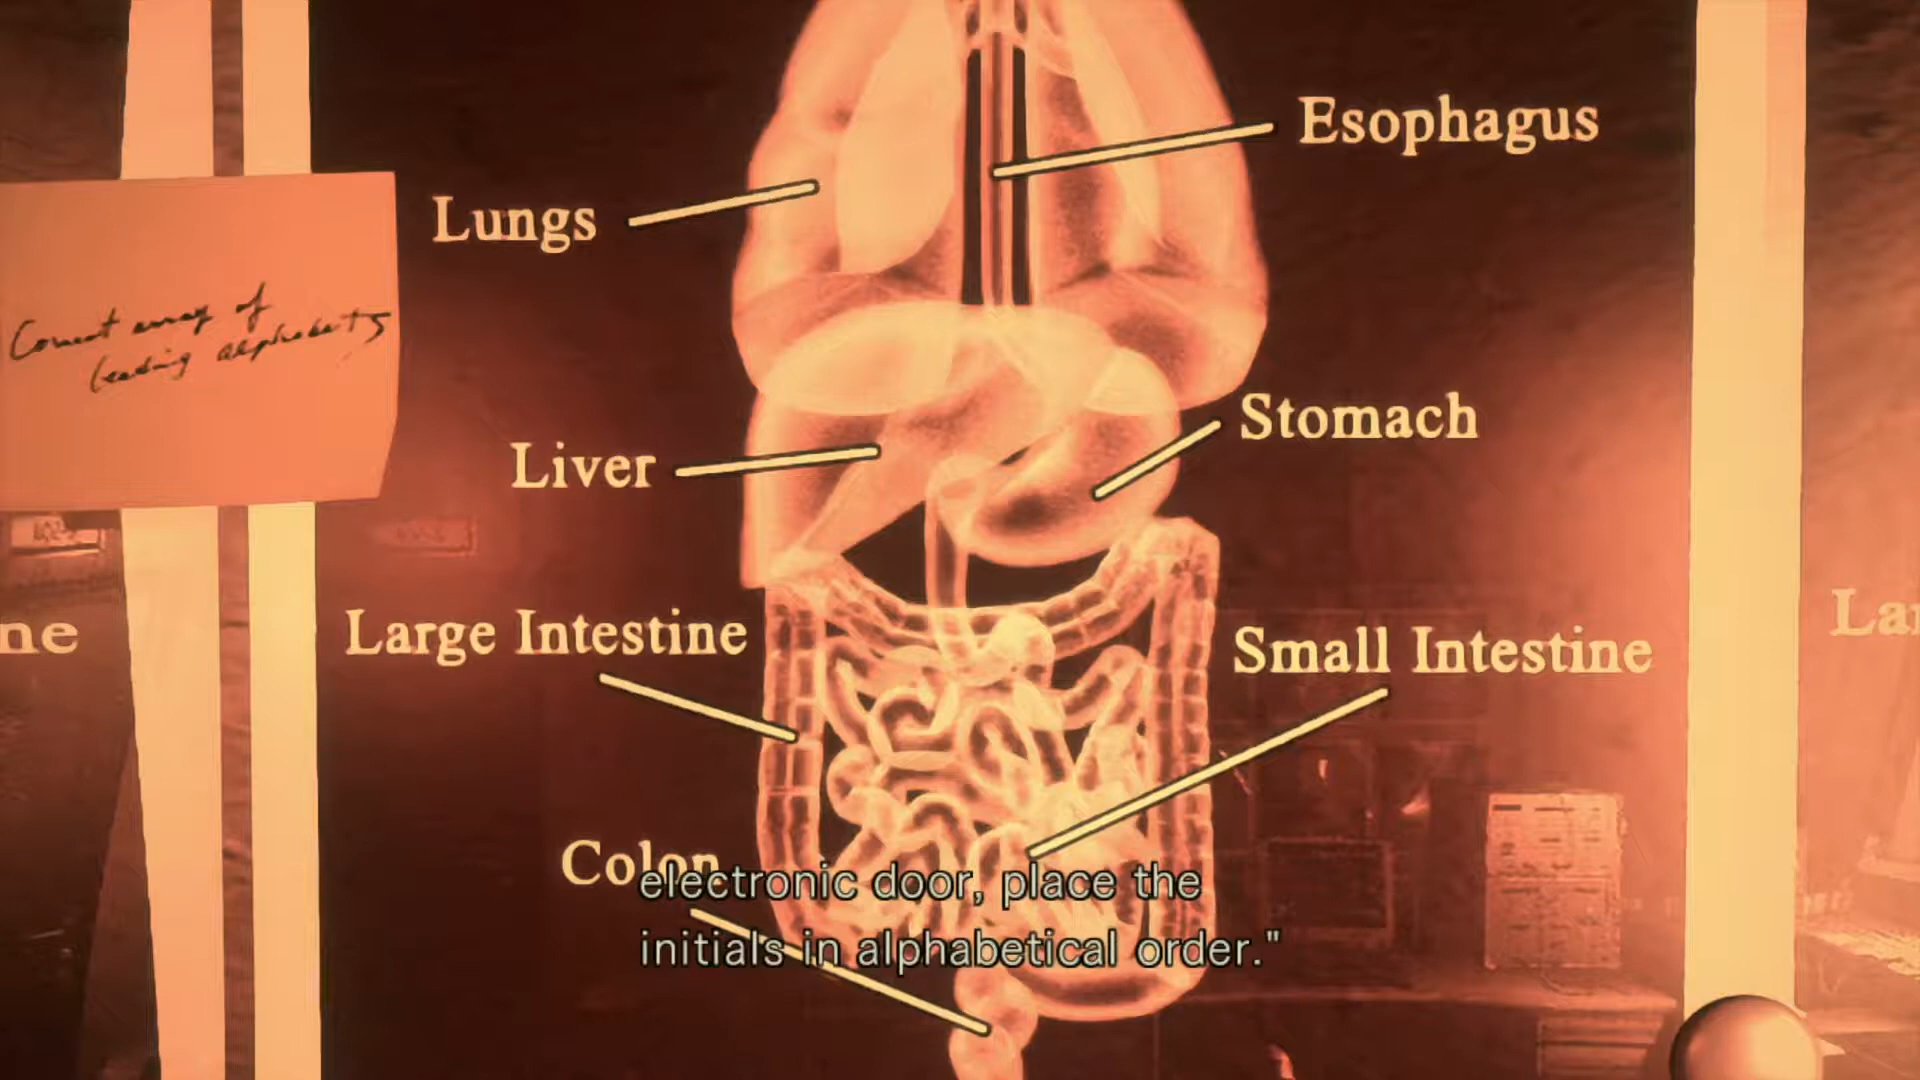 Esophagus
Lungs
Correct array of
leading alphabets
Stomach
Liver
ne
Large Intestine
Small Intestine
La
Colon
electronic door, place the
initials in alphabetical order."